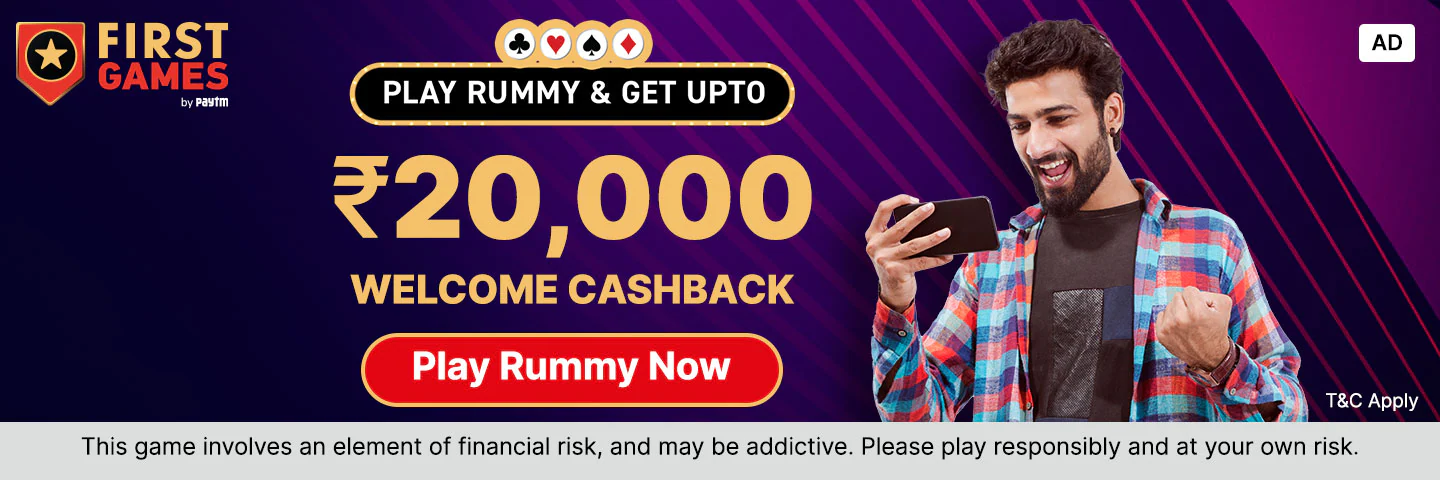 FIRST
GAMES
by Paytm
PLAY RUMMY & GET UPTO
₹20,000
WELCOME CASHBACK
Play Rummy Now
AD
T&C Apply
This game involves an element of financial risk, and may be addictive. Please play responsibly and at your own risk.